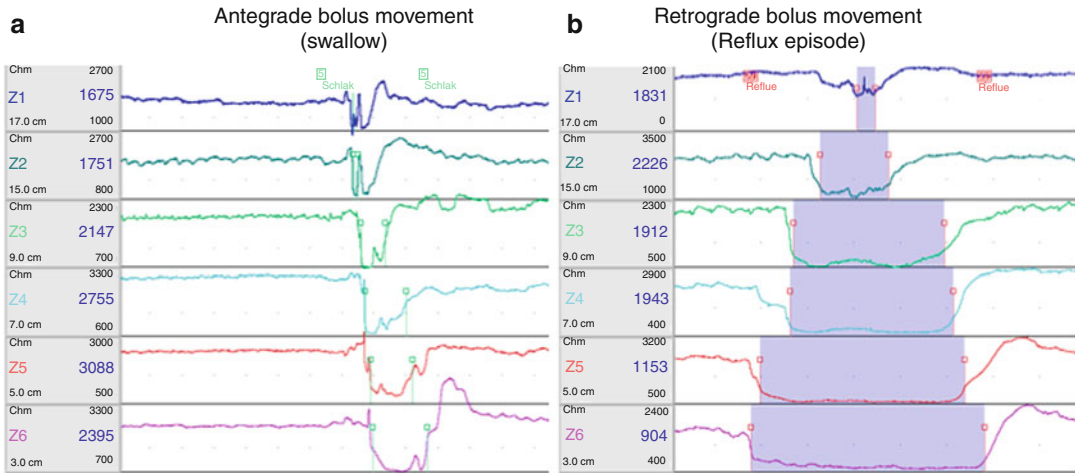 a
Antegrade bolus movement
(swallow)
Chm 2700
Z1 1675
17.0 cm 1000
S
Schlak
S
Schlak
2700
Z2 1751
15.0 cm 800
2300
Z3 2147
9.0 cm 700
Chm 3300
Z4 2755
7.0 cm 600
Chm 3000
Z5 3088
5.0 cm 500
Chm 3300
Z6 2395
3.0 cm 700
b
Retrograde bolus movement
(Reflux episode)
Chm 2100
Z1 1831
17.0 cm 0
Reflue
Reflue
Chm 3500
Z2 2226
15.0 cm 1000
Chm 2300
Z3 1912
9.0 cm 500
Chm 2900
Z4 1943
7.0 cm 400
Chm 3200
Z5 1153
5.0 cm 500
Chm 2400
Z6 904
3.0 cm 400